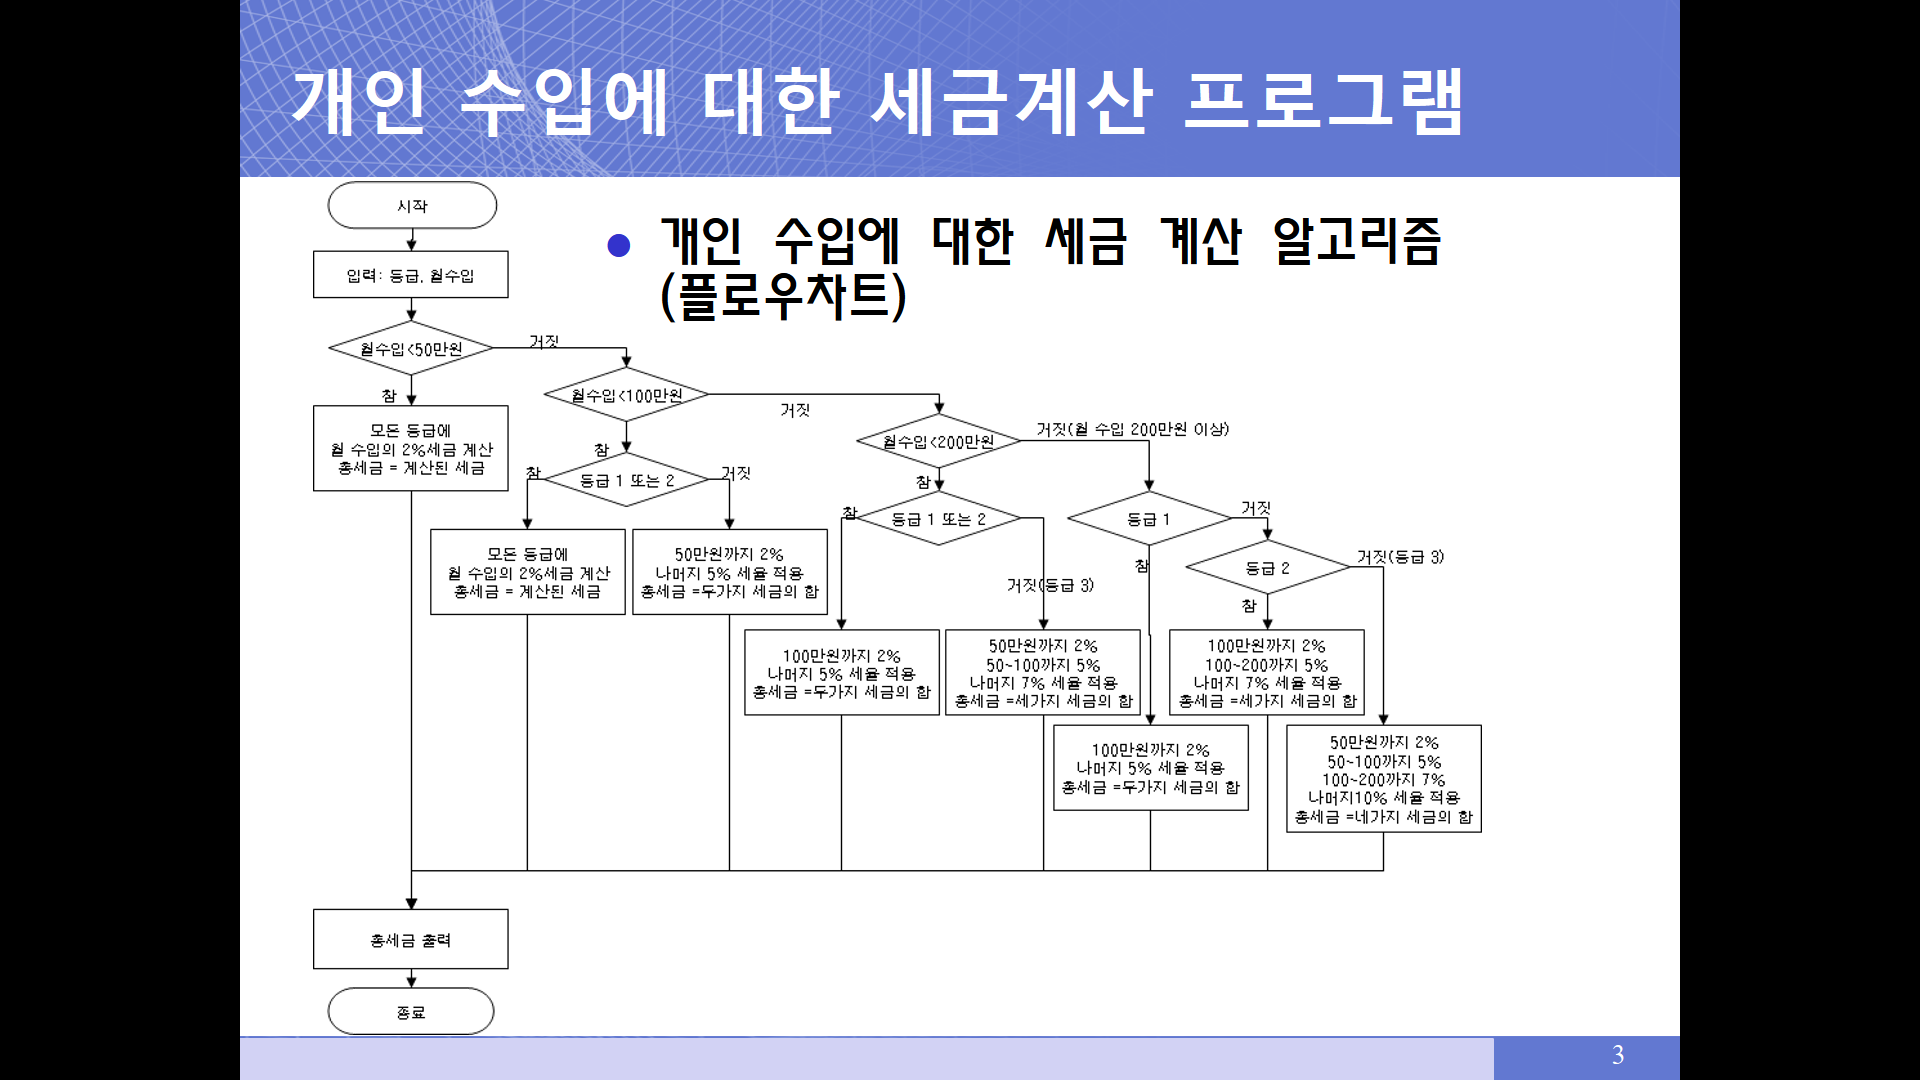 개인 수입에 대한 세금계산 프로그램
● 개인 수입에 대한 세금 계산 알고리즘
(플로우차트)
시작
입력: 등급, 월수입
월수입<50만원
거짓
참
모든 등급에
월 수입의 2%세금 계산
총세금 = 계산된 세금
월수입<100만원
거짓
참
등급 1 또는 2
참
거짓
모든 등급에
월 수입의 2%세금 계산
총세금 = 계산된 세금
50만원까지 2%
나머지 5% 세율 적용
총세금 =두가지 세금의 합
월수입<200만원
거짓(월 수입 200만원 이상)
참
등급 1 또는 2
참
거짓(등급 3)
100만원까지 2%
나머지 5% 세율 적용
총세금 =두가지 세금의 합
50만원까지 2%
50~100까지 5%
나머지 7% 세율 적용
총세금 =세가지 세금의 합
등급 1
거짓
참
100만원까지 2%
나머지 5% 세율 적용
총세금 =두가지 세금의 합
등급 2
거짓(등급 3)
참
100만원까지 2%
100~200까지 5%
나머지 7% 세율 적용
총세금 =세가지 세금의 합
50만원까지 2%
50~100까지 5%
100~200까지 7%
나머지10% 세율 적용
총세금 =네가지 세금의 합
총세금 출력
종료
3